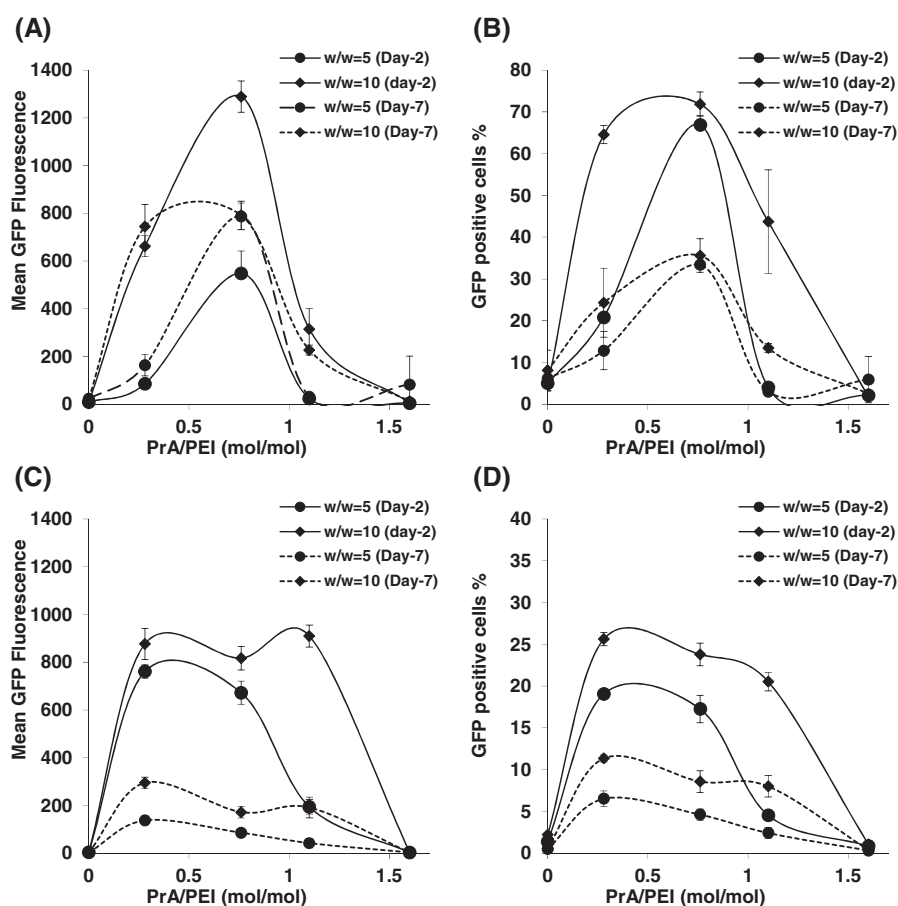 (A)
w/w=5 (Day-2)
w/w=10 (day-2)
w/w=5 (Day-7)
w/w=10 (Day-7)
Mean GFP Fluorescence
1400
1200
1000
800
600
400
200
0
0 0.5 1 1.5
PrA/PEI (mol/mol)
(B)
w/w=5 (Day-2)
w/w=10 (day-2)
w/w=5 (Day-7)
w/w=10 (Day-7)
GFP positive cells %
80
70
60
50
40
30
20
10
0
0 0.5 1 1.5
PrA/PEI (mol/mol)
(C)
w/w=5 (Day-2)
w/w=10 (day-2)
w/w=5 (Day-7)
w/w=10 (Day-7)
Mean GFP Fluorescence
1400
1200
1000
800
600
400
200
0
0 0.5 1 1.5
PrA/PEI (mol/mol)
(D)
w/w=5 (Day-2)
w/w=10 (day-2)
w/w=5 (Day-7)
w/w=10 (Day-7)
GFP positive cells %
40
35
30
25
20
15
10
5
0
0 0.5 1 1.5
PrA/PEI (mol/mol)